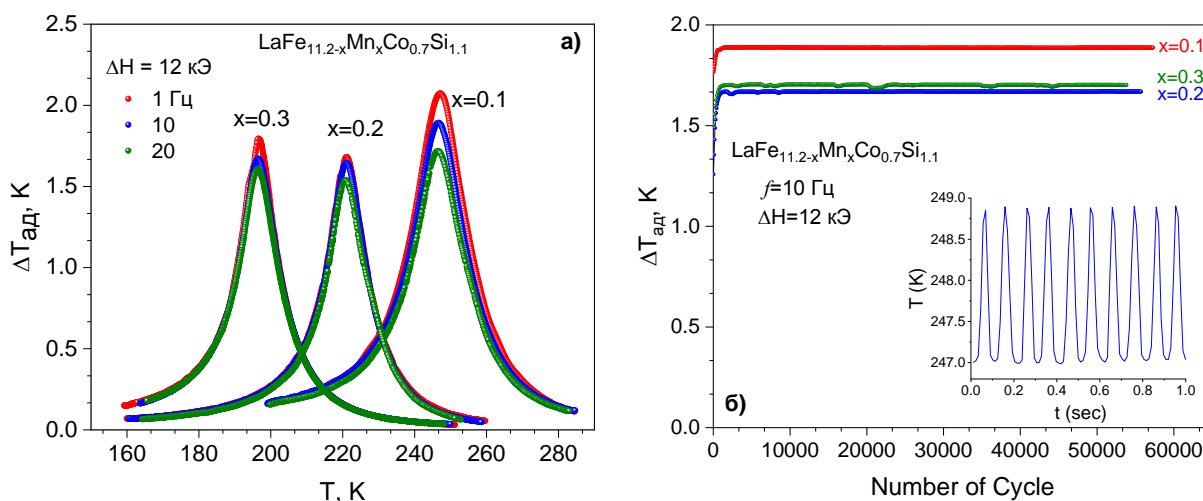 2.5
2.0
1.5
1.0
0.5
0.0
ΔTад, K
LaFe11.2-xMnxCo0.7Si1.1
а)
ΔH = 12 кЭ
1 Гц
10
20
x=0.3
x=0.2
x=0.1
160 180 200 220 240 260 280
T, K
2.0
1.5
1.0
0.5
0.0
ΔTад, K
x=0.1
x=0.3
x=0.2
LaFe11.2-xMnxCo0.7Si1.1
f=10 Гц
ΔH=12 кЭ
249.0
248.5
248.0
247.5
247.0
T (K)
0.0 0.2 0.4 0.6 0.8 1.0
t (sec)
б)
0 10000 20000 30000 40000 50000 60000
Number of Cycle